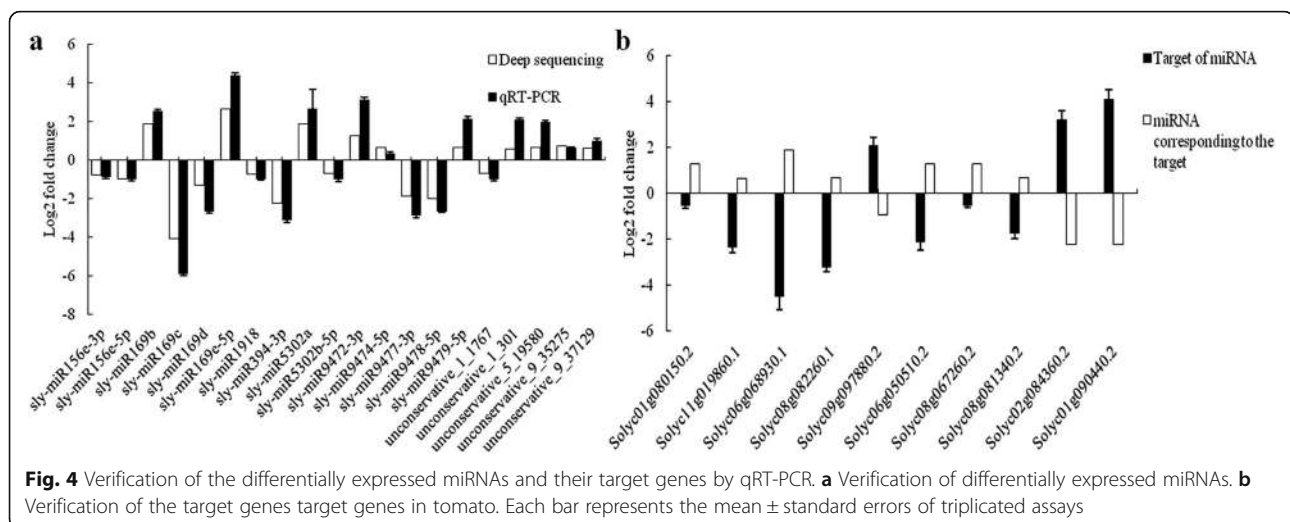 a
6
4
2
0
-2
-4
-6
-8
Log2 fold change
Deep sequencing
qRT-PCR
sly-miR156e-3p
sly-miR156e-5p
sly-miR169b
sly-miR169c
sly-miR169d
sly-miR169e-5p
sly-miR1918
sly-miR394-3p
sly-miR5302a
sly-miR5302b-5p
sly-miR9472-3p
sly-miR9474-5p
sly-miR9477-3p
sly-miR9478-5p
sly-miR9479-5p
unconservative_1_1767
unconservative_1_301
unconservative_5_19580
unconservative_9_35275
unconservative_9_37129
b
6
4
2
0
-2
-4
-6
Log2 fold change
Target of miRNA
miRNA
corresponding to the
target
Solyc01g080150.2
Solyc11g019860.1
Solyc06g068930.1
Solyc08g082260.1
Solyc09g097880.2
Solyc06g050510.2
Solyc08g067260.2
Solyc08g081340.2
Solyc02g084360.2
Solyc01g090440.2
Fig. 4 Verification of the differentially expressed miRNAs and their target genes by qRT-PCR. a Verification of differentially expressed miRNAs. b
Verification of the target genes target genes in tomato. Each bar represents the mean ± standard errors of triplicated assays